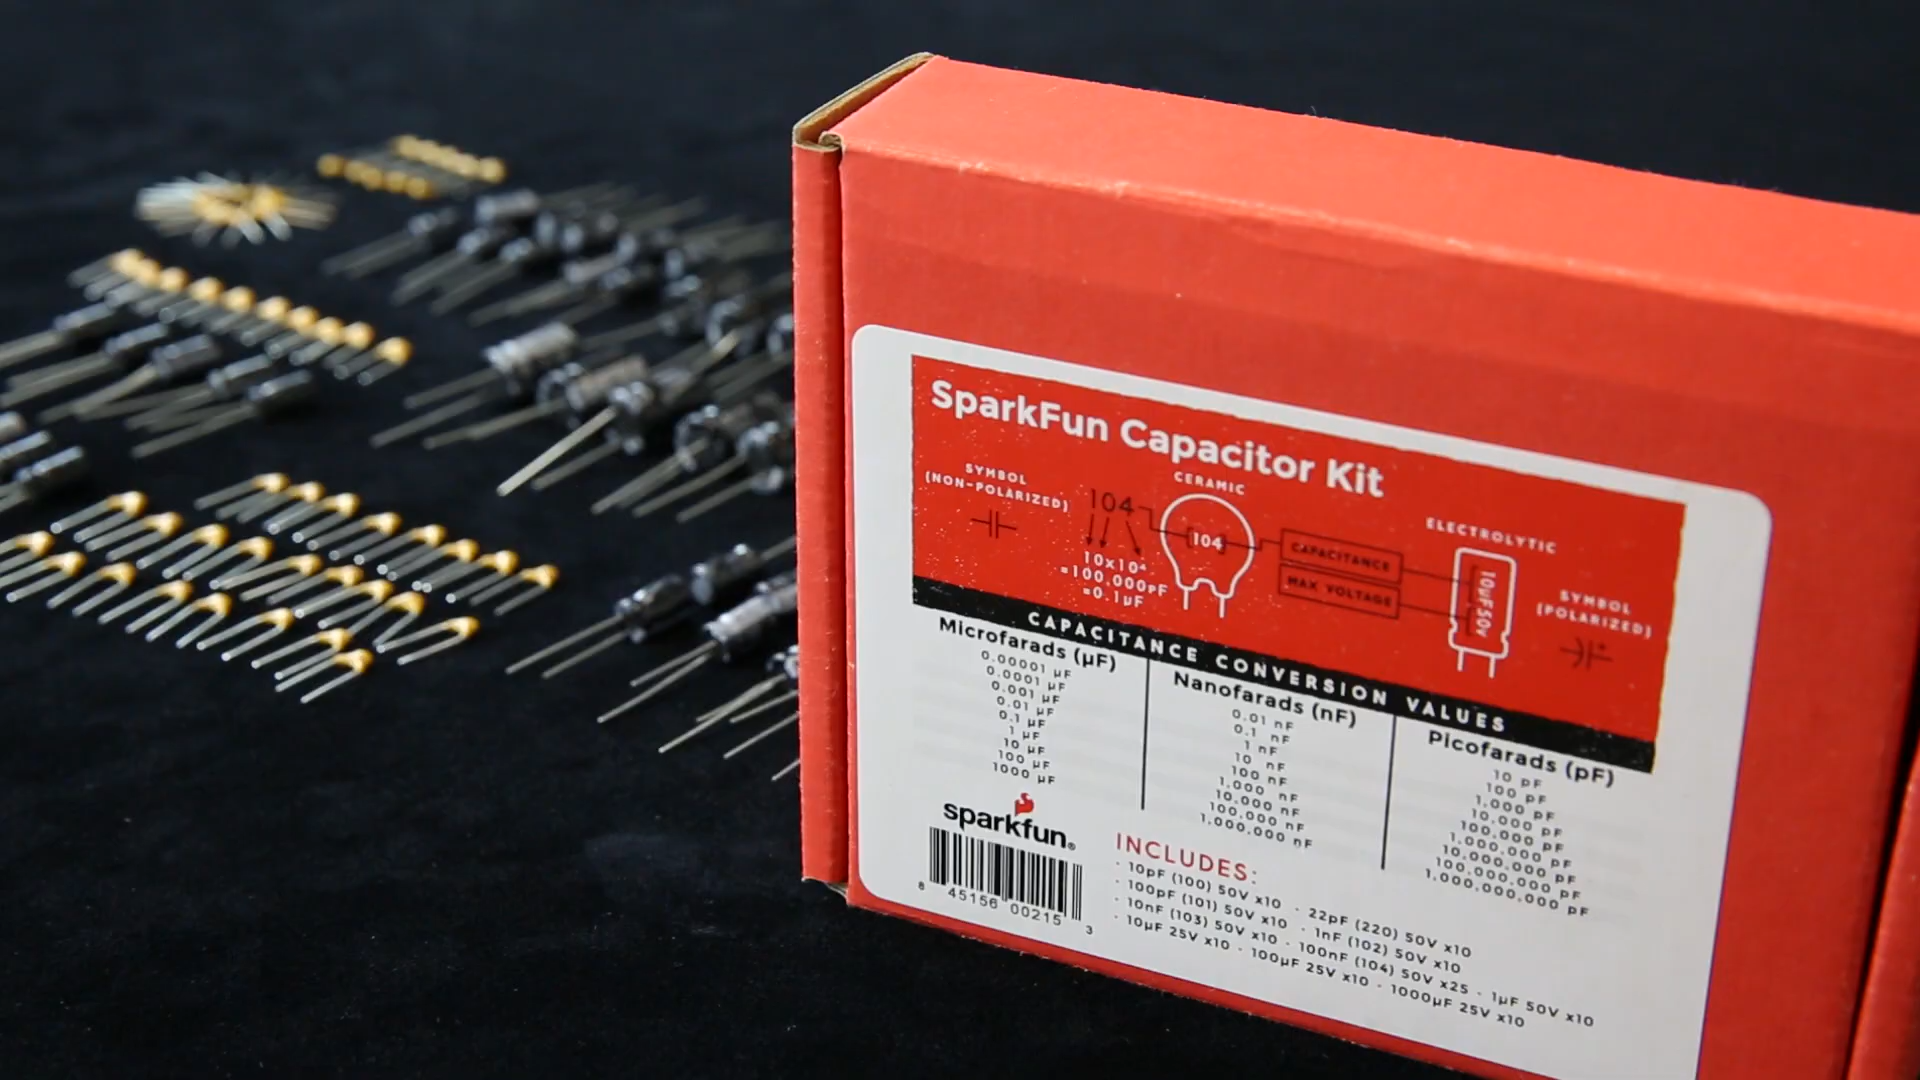 SparkFun Capacitor Kit
SYMBOL
(NON-POLARIZED)
104
10x10⁴
=100,000pF
=0.1µF
CERAMIC
104
CAPACITANCE
MAX VOLTAGE
ELECTROLYTIC
10µF50V
SYMBOL
(POLARIZED)
CAPACITANCE CONVERSION VALUES
Microfarads (µF)
0.00001 µF
0.0001 µF
0.001 µF
0.01 µF
0.1 µF
1 µF
10 µF
100 µF
1000 µF
Nanofarads (nF)
0.01 nF
0.1 nF
1 nF
10 nF
100 nF
1,000 nF
10,000 nF
100,000 nF
1,000,000 nF
Picofarads (pF)
10 pF
100 pF
1,000 pF
10,000 pF
100,000 pF
1,000,000 pF
10,000,000 pF
100,000,000 pF
1,000,000,000 pF
sparkfun®
8 45156 00215 3
INCLUDES:
· 10pF (100) 50V x10 · 22pF (220) 50V x10
· 100pF (101) 50V x10 · 1nF (102) 50V x10
· 10nF (103) 50V x10 · 100nF (104) 50V x25 · 1µF 50V x10
· 10µF 25V x10 · 100µF 25V x10 · 1000µF 25V x10